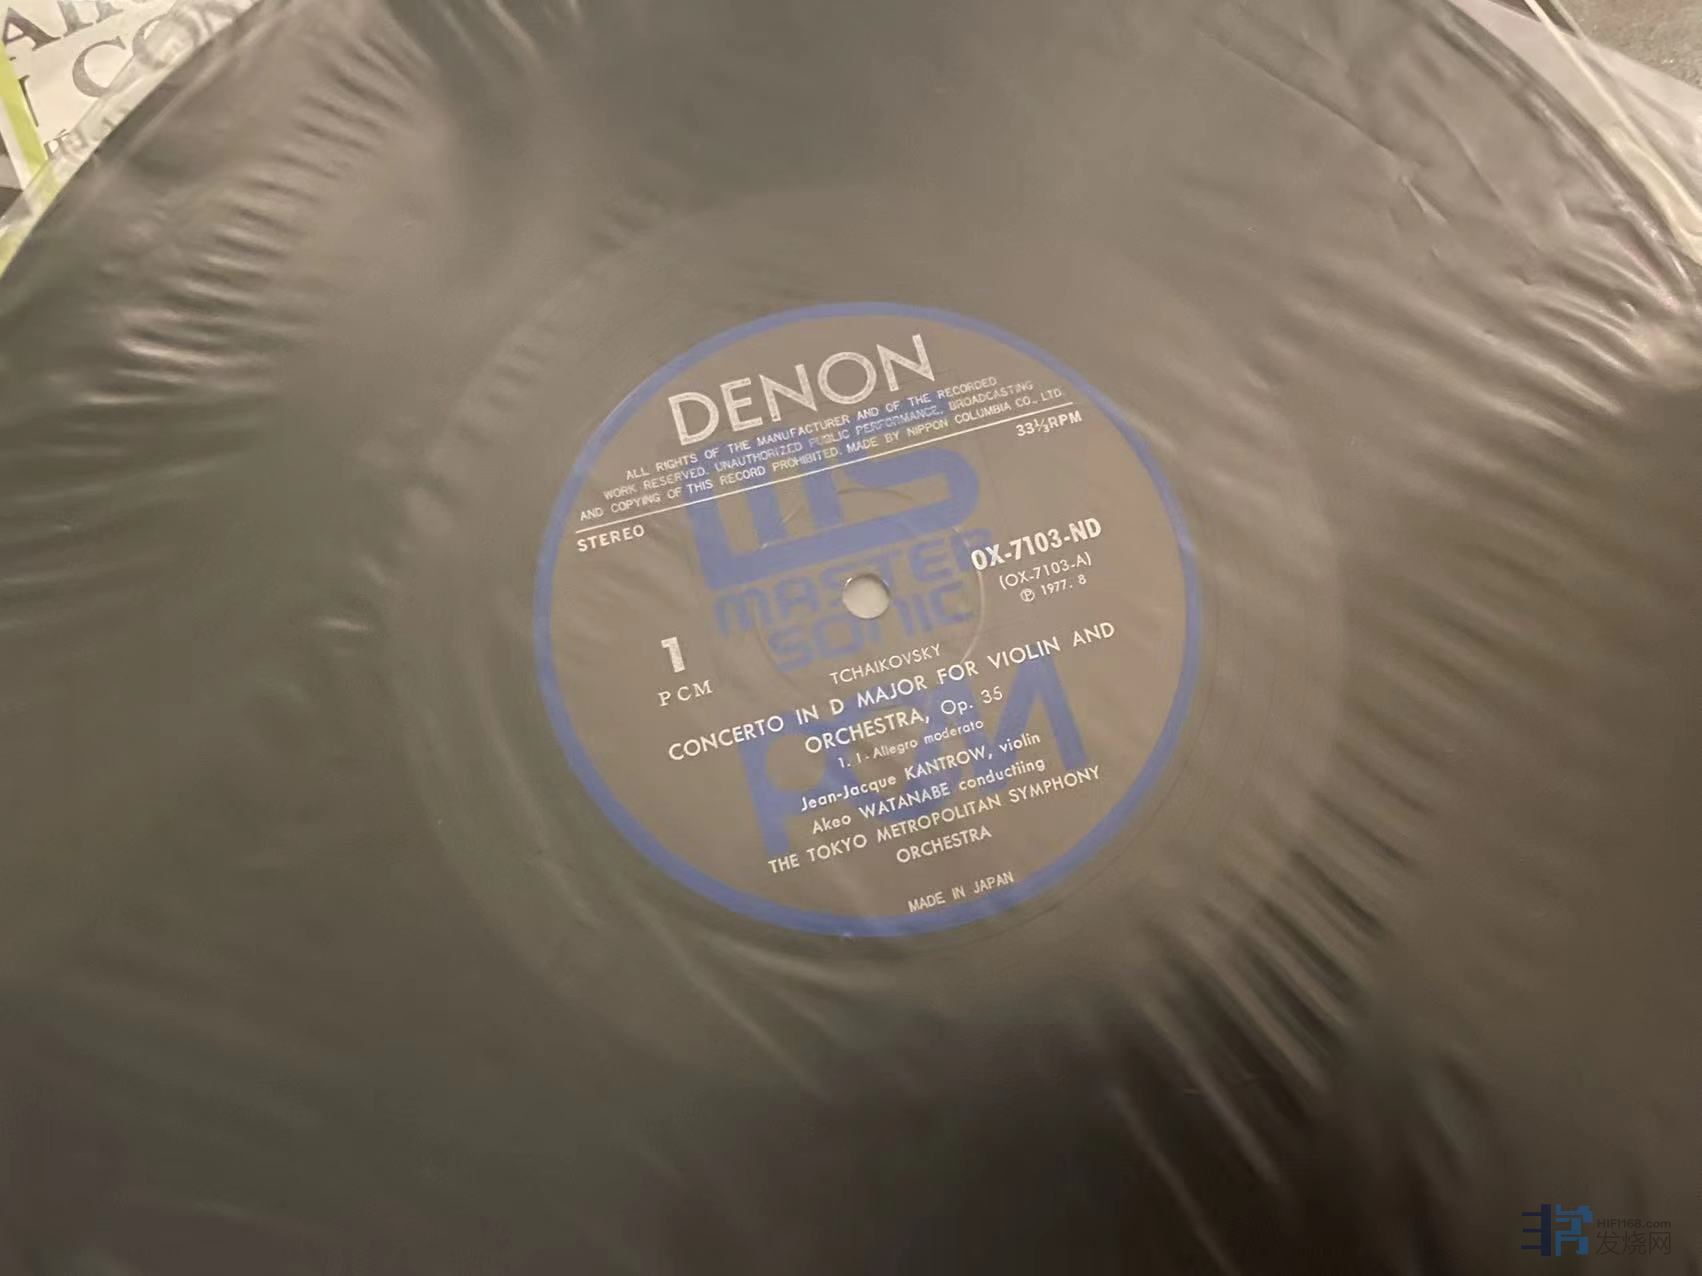 DENON
ALL RIGHTS OF THE MANUFACTURER AND OF THE RECORDED
WORK RESERVED. UNAUTHORIZED PUBLIC PERFORMANCE, BROADCASTING
AND COPYING OF THIS RECORD PROHIBITED. MADE BY NIPPON COLUMBIA CO., LTD.
33⅓RPM
STEREO
MASTER
SONIC
PCM
OX-7103-ND
(OX-7103-A)
Ⓟ 1977. 8
1
PCM
TCHAIKOVSKY
CONCERTO IN D MAJOR FOR VIOLIN AND
ORCHESTRA, Op. 35
1. I - Allegro moderato
Jean-Jacque KANTROW, violin
Akeo WATANABE conductiing
THE TOKYO METROPOLITAN SYMPHONY
ORCHESTRA
MADE IN JAPAN
HIFI168.com
发烧网